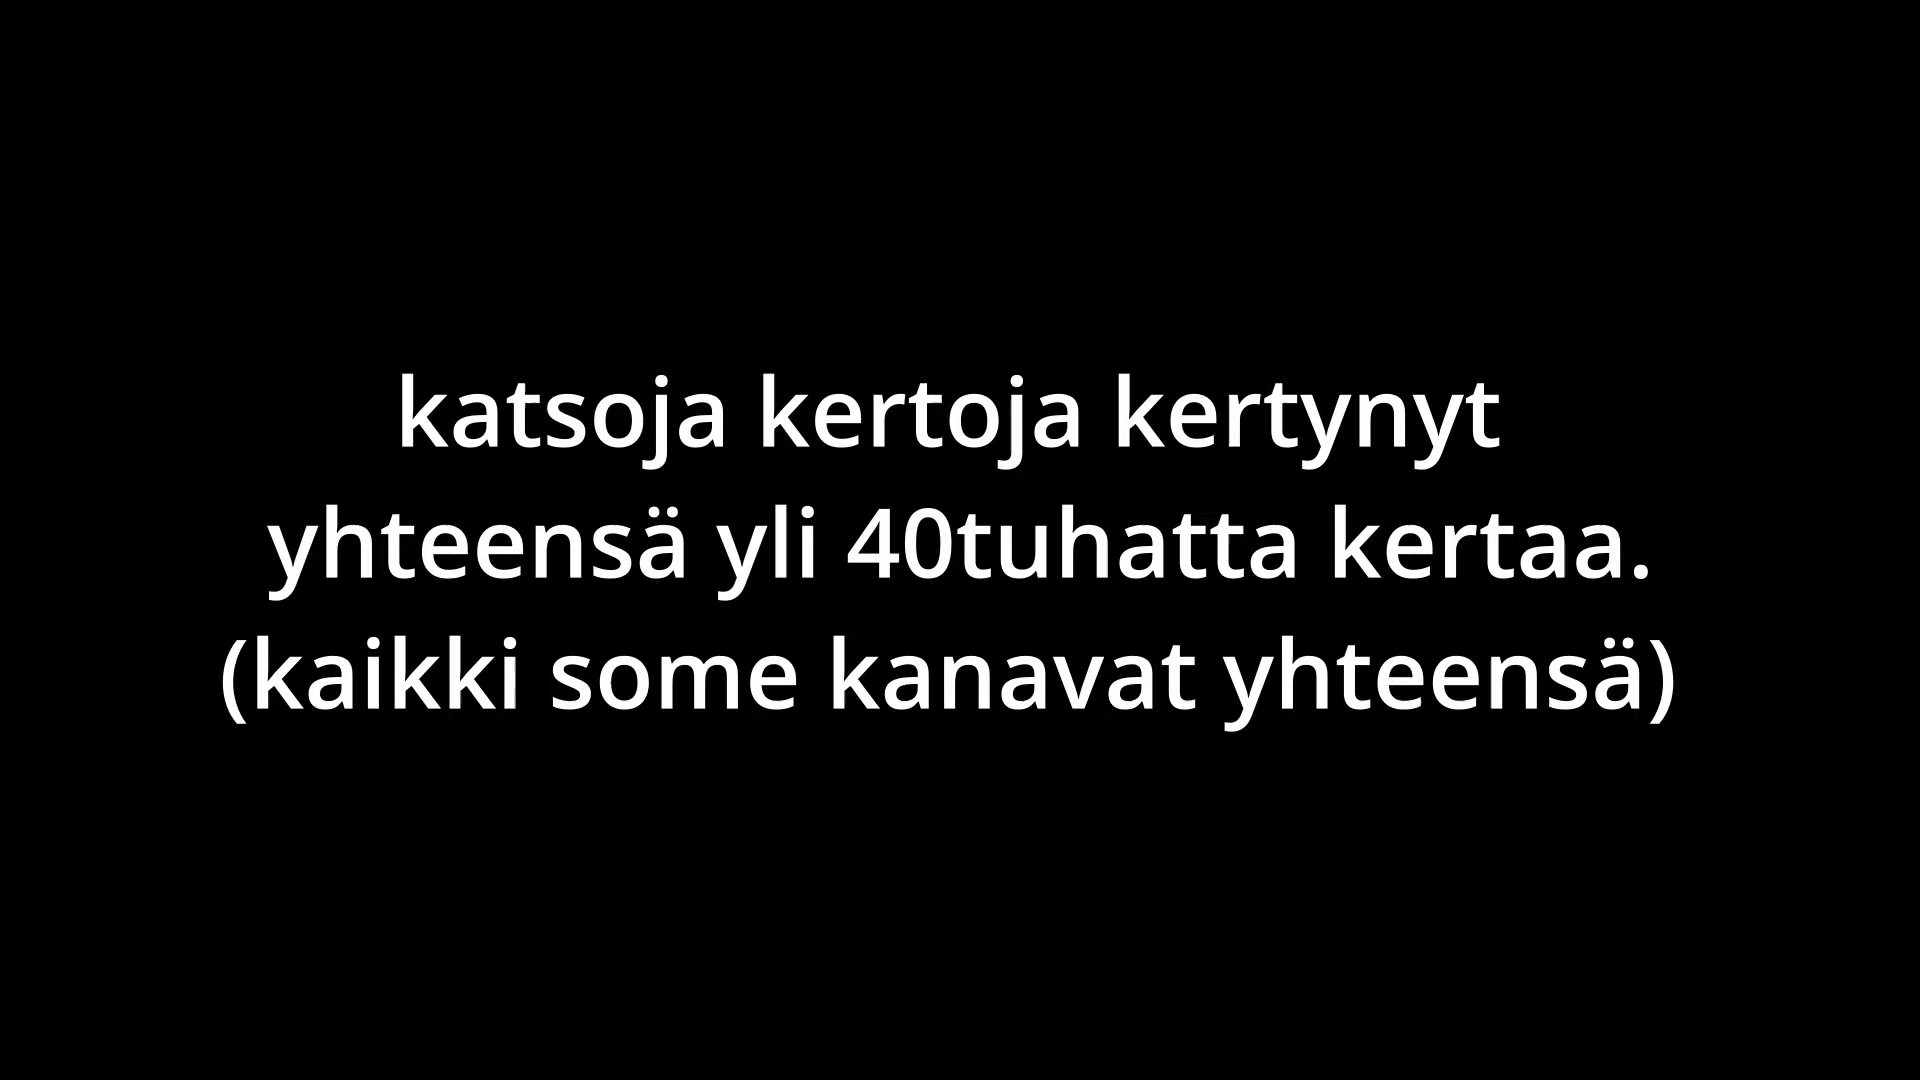 katsoja kertoja kertynyt
yhteensä yli 40tuhatta kertaa.
(kaikki some kanavat yhteensä)